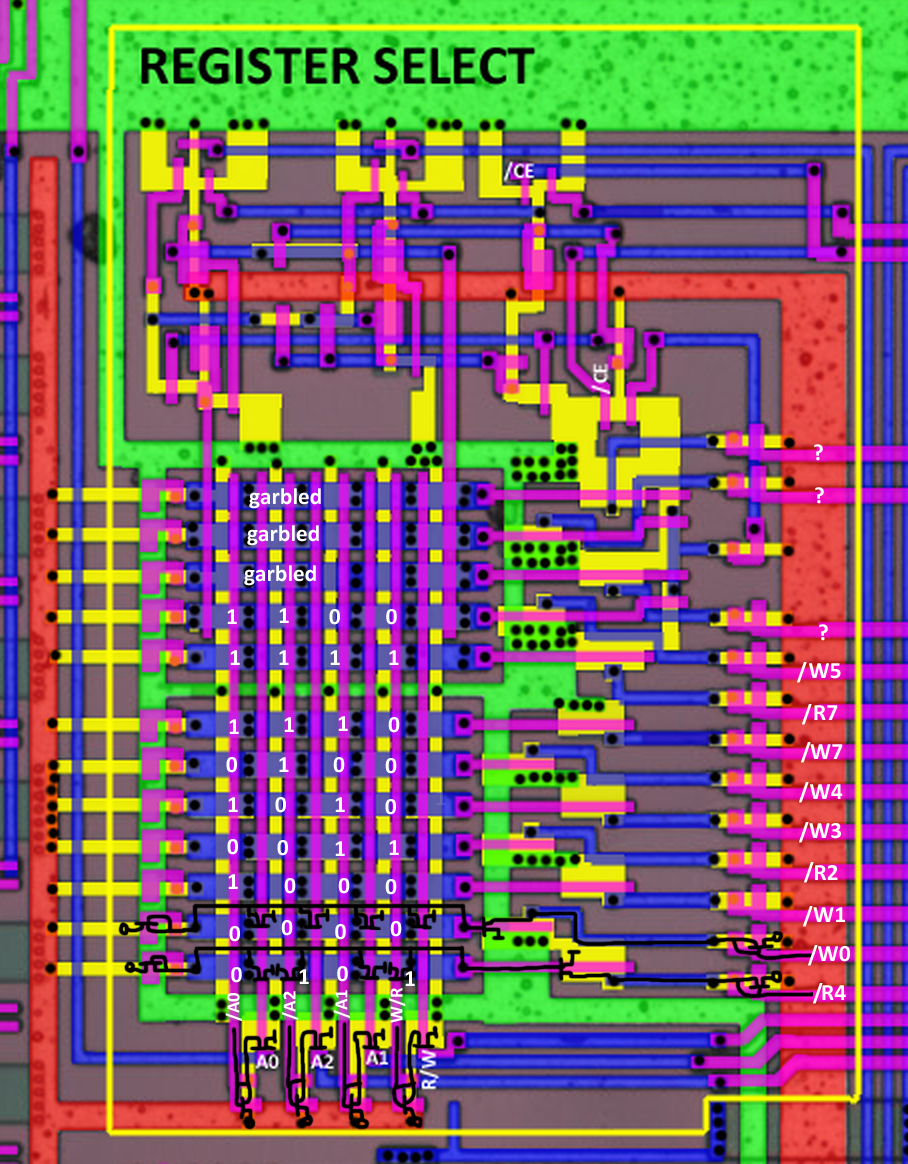 REGISTER SELECT
/CE
/CE
?
garbled
?
garbled
garbled
1 1 0 0
?
1 1 1 1
/W5
/R7
1 1 1 0
/W7
0 1 0 0
/W4
1 0 1 0
/W3
0 0 1 1
/R2
1 0 0 0
/W1
0 0 0 0
/W0
0 1 0 1
/R4
/A0 /A2 /A1 W/R
A0 A2 A1 R/W